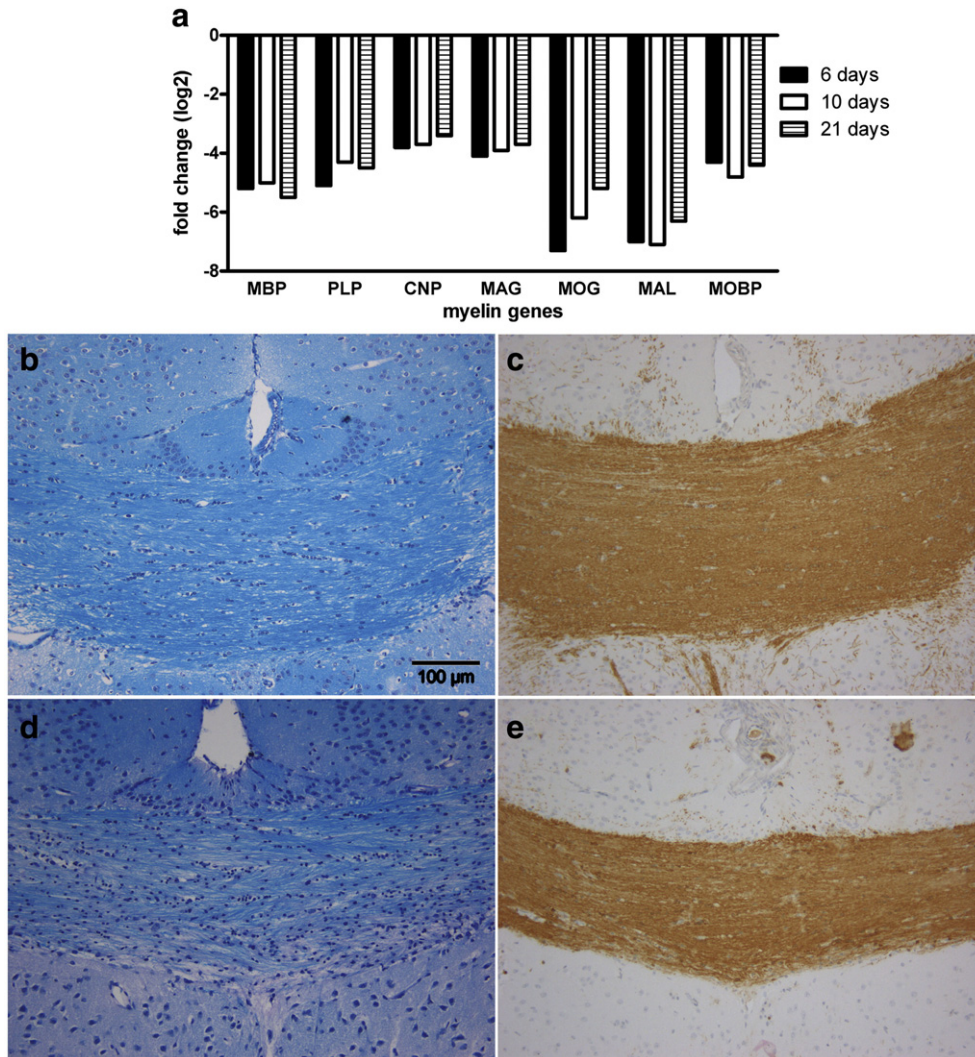 a
0
-2
-4
-6
-8
fold change (log2)
6 days
10 days
21 days
MBP PLP CNP MAG MOG MAL MOBP
myelin genes
b
100 µm
c
d
e